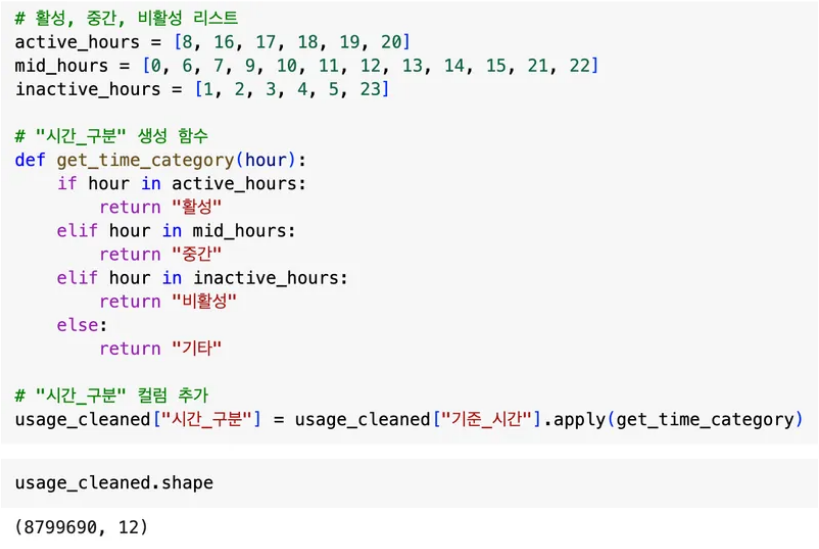 # 활성, 중간, 비활성 리스트
active_hours = [8, 16, 17, 18, 19, 20]
mid_hours = [0, 6, 7, 9, 10, 11, 12, 13, 14, 15, 21, 22]
inactive_hours = [1, 2, 3, 4, 5, 23]

# "시간_구분" 생성 함수
def get_time_category(hour):
    if hour in active_hours:
        return "활성"
    elif hour in mid_hours:
        return "중간"
    elif hour in inactive_hours:
        return "비활성"
    else:
        return "기타"

# "시간_구분" 컬럼 추가
usage_cleaned["시간_구분"] = usage_cleaned["기준_시간"].apply(get_time_category)

usage_cleaned.shape

(8799690, 12)